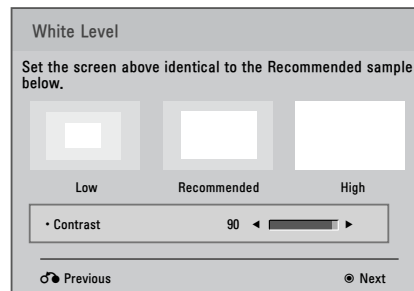 White Level
Set the screen above identical to the Recommended sample
below.
Low Recommended High
• Contrast 90 ◄ ►
Previous ◉ Next